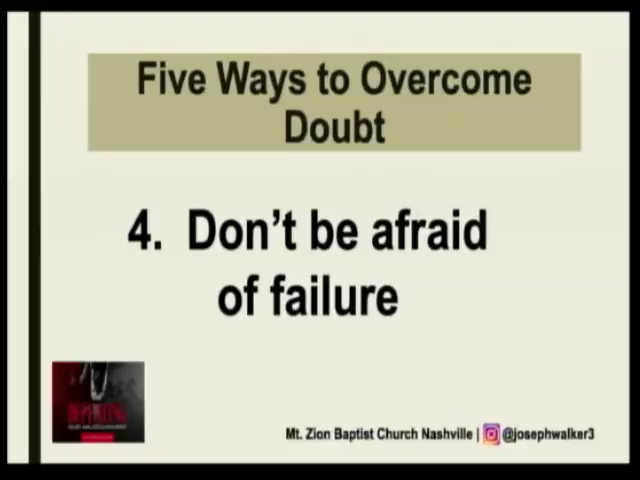 Five Ways to Overcome
Doubt
4. Don't be afraid
of failure
Mt. Zion Baptist Church Nashville | @josephwalker3